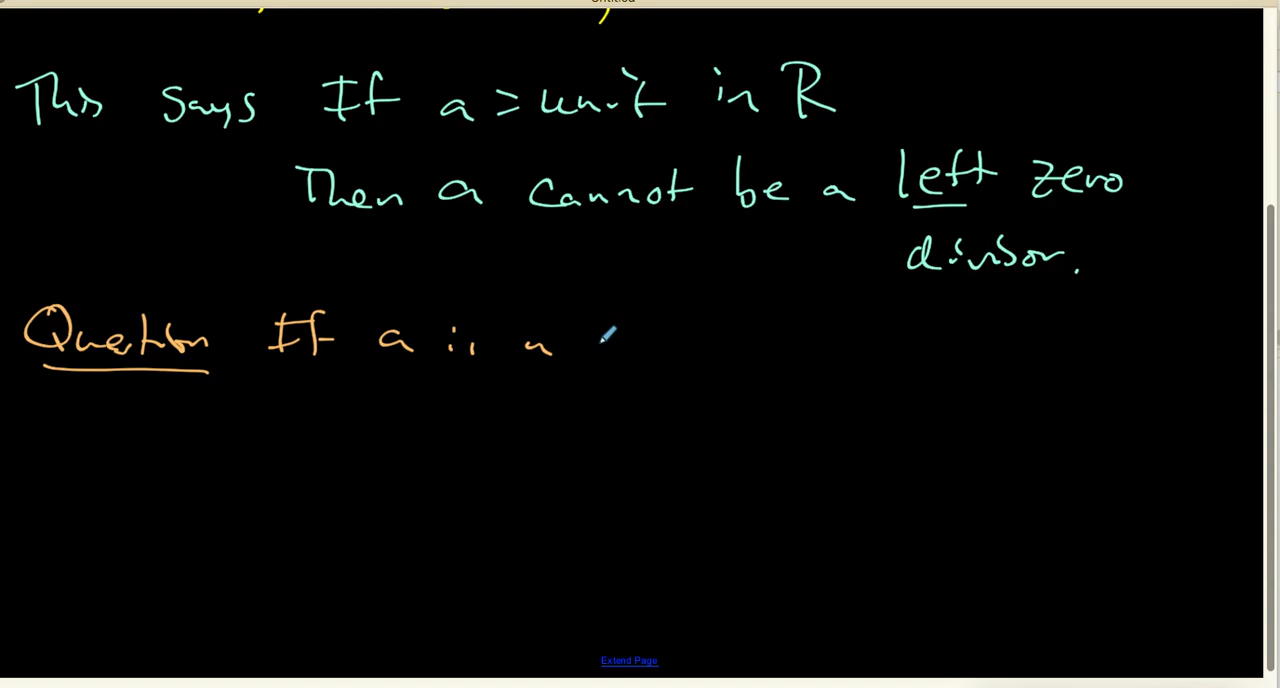 This says If a = unit in R
Then a cannot be a left zero
divisor.
Question If a is a
Extend Page